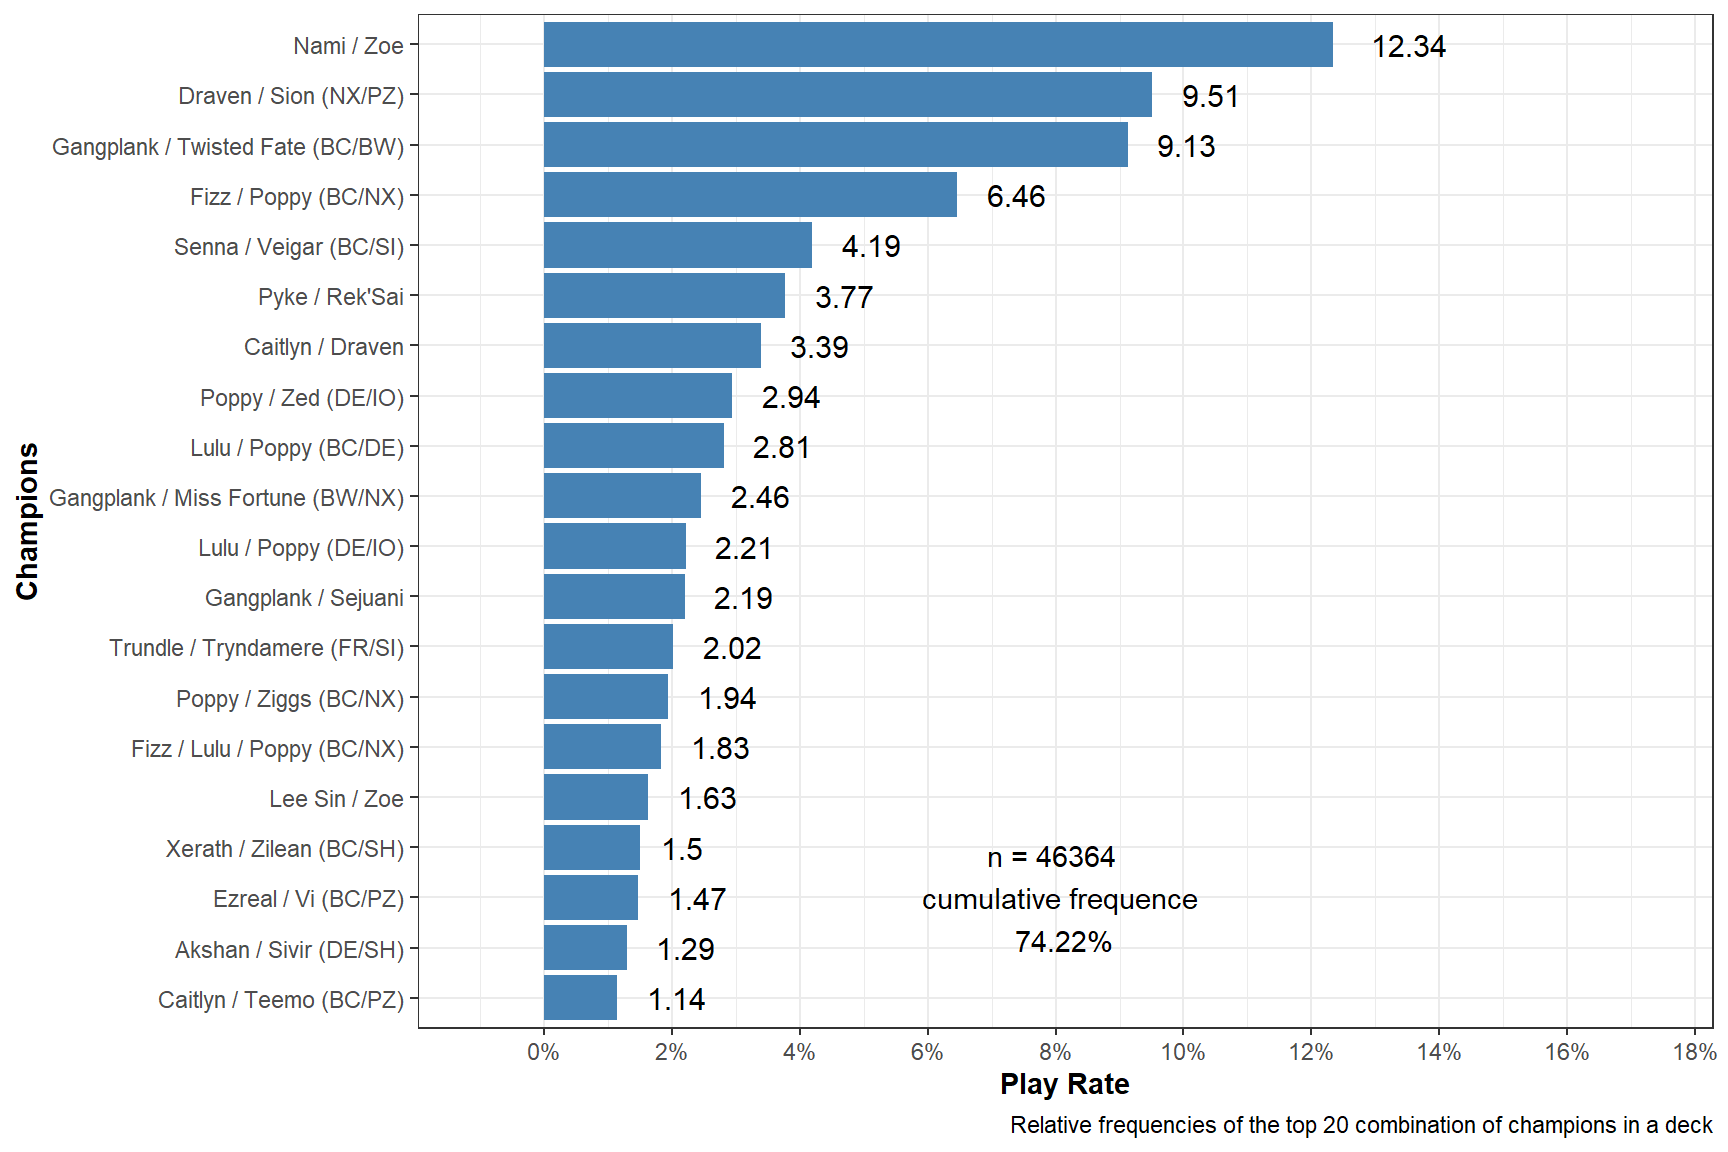 Nami / Zoe 12.34
Draven / Sion (NX/PZ) 9.51
Gangplank / Twisted Fate (BC/BW) 9.13
Fizz / Poppy (BC/NX) 6.46
Senna / Veigar (BC/SI) 4.19
Pyke / Rek'Sai 3.77
Caitlyn / Draven 3.39
Poppy / Zed (DE/IO) 2.94
Lulu / Poppy (BC/DE) 2.81
Gangplank / Miss Fortune (BW/NX) 2.46
Lulu / Poppy (DE/IO) 2.21
Gangplank / Sejuani 2.19
Trundle / Tryndamere (FR/SI) 2.02
Poppy / Ziggs (BC/NX) 1.94
Fizz / Lulu / Poppy (BC/NX) 1.83
Lee Sin / Zoe 1.63
Xerath / Zilean (BC/SH) 1.5
Ezreal / Vi (BC/PZ) 1.47
Akshan / Sivir (DE/SH) 1.29
Caitlyn / Teemo (BC/PZ) 1.14
Champions
n = 46364
cumulative frequence
74.22%
0% 2% 4% 6% 8% 10% 12% 14% 16% 18%
Play Rate
Relative frequencies of the top 20 combination of champions in a deck